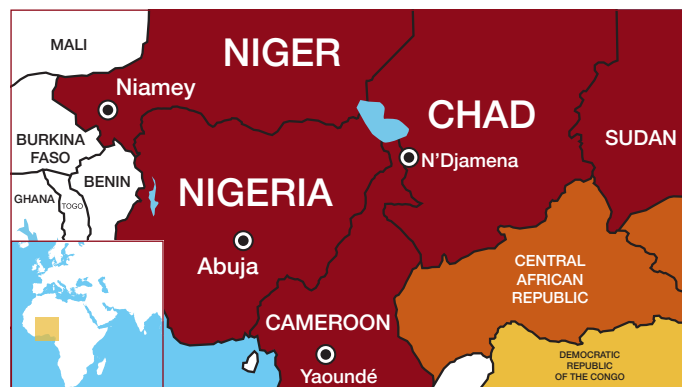 MALI
NIGER
Niamey
CHAD
BURKINA
FASO
SUDAN
N'Djamena
BENIN
NIGERIA
GHANA
TOGO
Abuja
CENTRAL
AFRICAN
REPUBLIC
CAMEROON
DEMOCRATIC
REPUBLIC
OF THE CONGO
Yaoundé